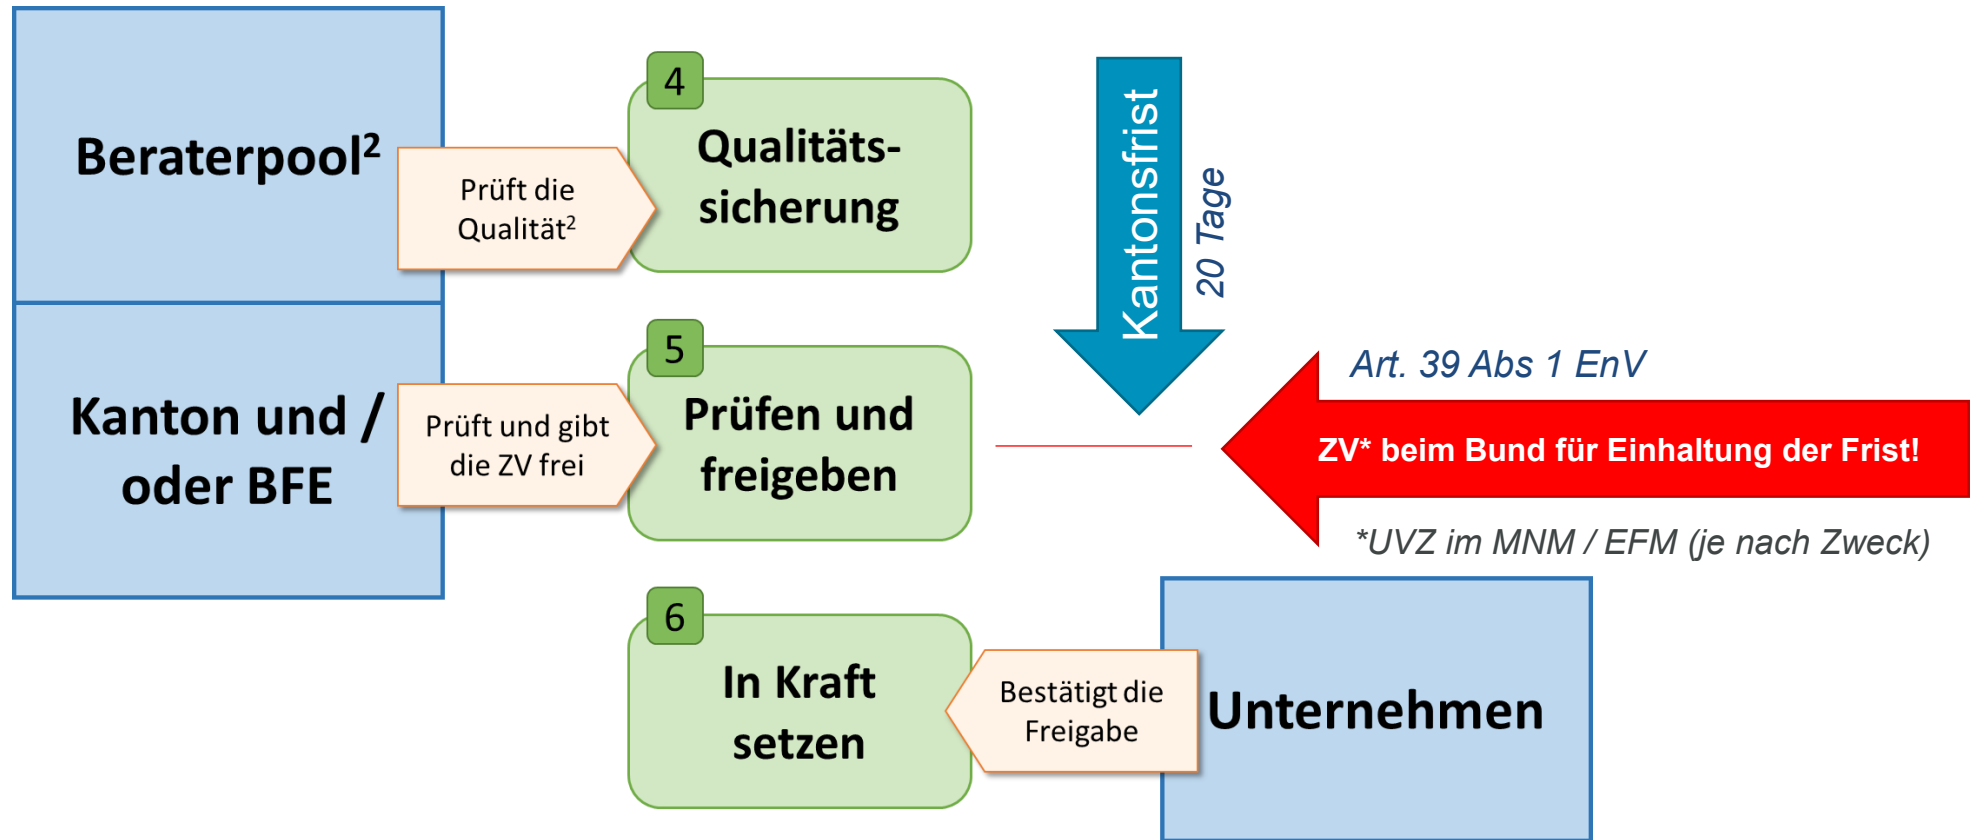 Beraterpool²
Prüft die
Qualität²
4
Qualitäts-
sicherung
Kantonsfrist
20 Tage
Kanton und /
oder BFE
Prüft und gibt
die ZV frei
5
Prüfen und
freigeben
Art. 39 Abs 1 EnV
ZV* beim Bund für Einhaltung der Frist!
*UVZ im MNM / EFM (je nach Zweck)
6
In Kraft
setzen
Bestätigt die
Freigabe
Unternehmen